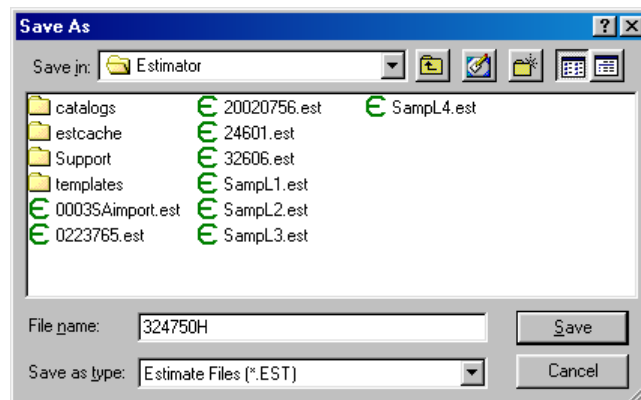 Save As
Save in: Estimator
catalogs
estcache
Support
templates
0003SAimport.est
0223765.est
20020756.est
24601.est
32606.est
SampL1.est
SampL2.est
SampL3.est
SampL4.est
File name: 324750H
Save
Save as type: Estimate Files (*.EST)
Cancel